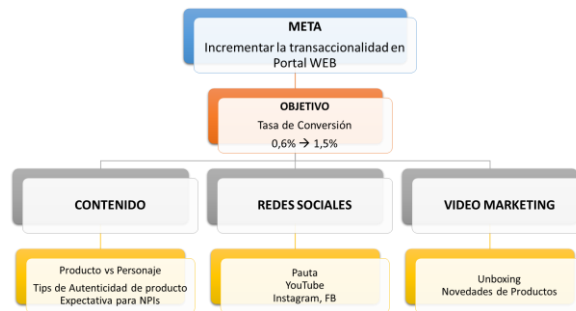 META
Incrementar la transaccionalidad en
Portal WEB
OBJETIVO
Tasa de Conversión
0,6% → 1,5%
CONTENIDO
REDES SOCIALES
VIDEO MARKETING
Producto vs Personaje
Tips de Autenticidad de producto
Expectativa para NPIs
Pauta
YouTube
Instagram, FB
Unboxing
Novedades de Productos